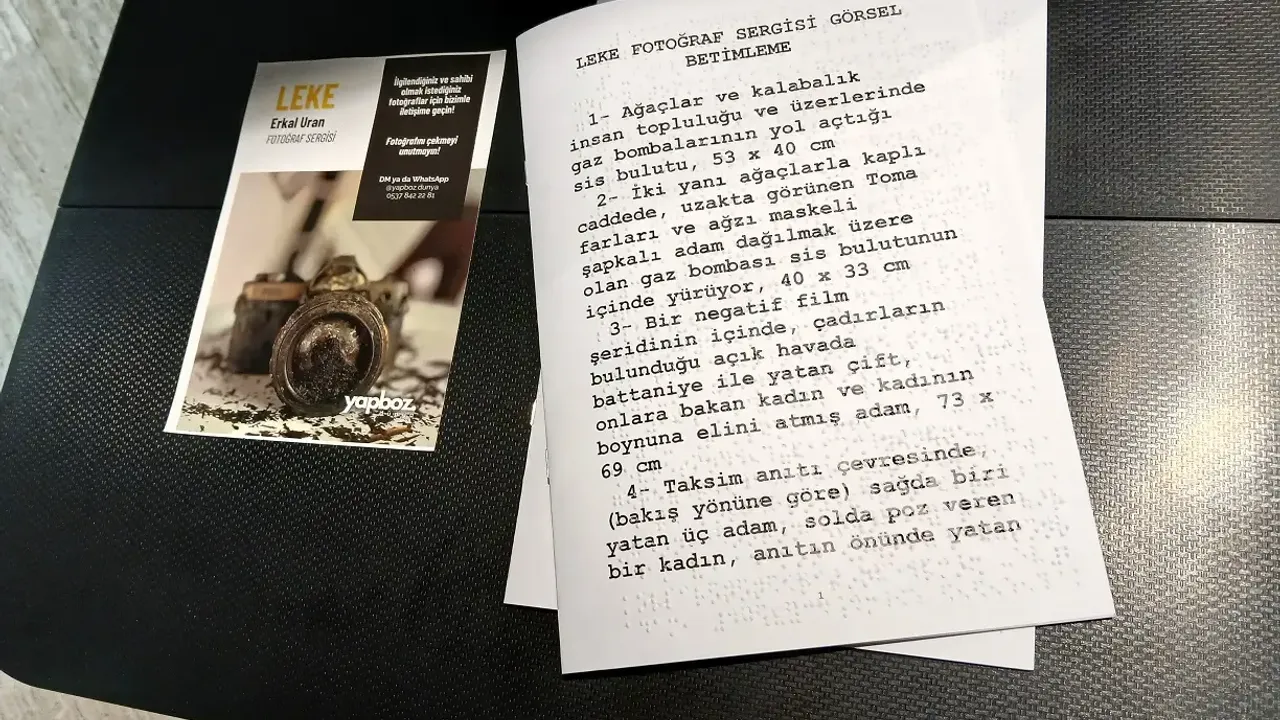 LEKE
Erkal Uran
FOTOĞRAF SERGİSİ
İlgilendiğiniz ve sahibi
olmak istediğiniz
fotoğraflar için bizimle
iletişime geçin!
Fotoğrafını çekmeyi
unutmayın!
DM ya da WhatsApp
@yapboz.dunya
0537 842 22 81
yapboz
LEKE FOTOĞRAF SERGİSİ GÖRSEL
BETİMLEME
1- Ağaçlar ve kalabalık
insan topluluğu ve üzerlerinde
gaz bombalarının yol açtığı
sis bulutu, 53 x 40 cm
2- İki yanı ağaçlarla kaplı
caddede, uzakta görünen Toma
farları ve ağzı maskeli
şapkalı adam dağılmak üzere
olan gaz bombası sis bulutunun
içinde yürüyor, 40 x 33 cm
3- Bir negatif film
şeridinin içinde, çadırların
bulunduğu açık havada
battaniye ile yatan çift,
onlara bakan kadın ve kadının
boynuna elini atmış adam, 73 x
69 cm
4- Taksim anıtı çevresinde,
(bakış yönüne göre) sağda biri
yatan üç adam, solda poz veren
bir kadın, anıtın önünde yatan
1